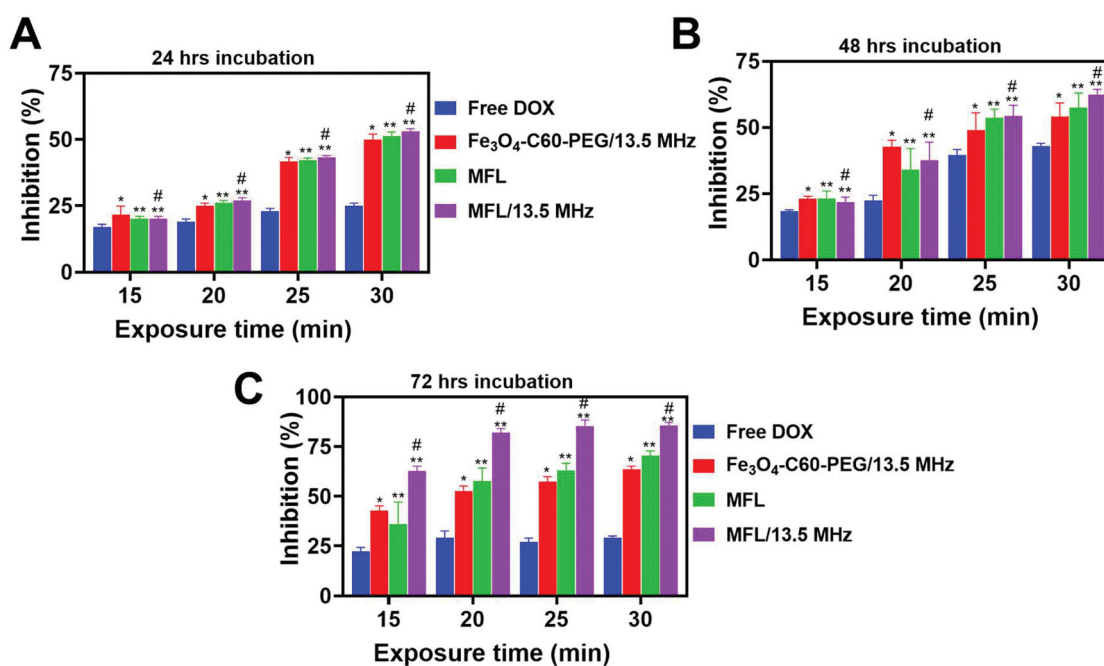 A
24 hrs incubation
Inhibition (%)
75
50
25
0
* ** ** #
* ** ** #
* ** ** #
* ** ** #
15 20 25 30
Exposure time (min)
Free DOX
Fe₃O₄-C60-PEG/13.5 MHz
MFL
MFL/13.5 MHz
B
48 hrs incubation
Inhibition (%)
75
50
25
0
* ** ** #
* ** ** #
* ** ** #
* ** ** #
15 20 25 30
Exposure time (min)
C
72 hrs incubation
Inhibition (%)
100
75
50
25
0
* ** ** #
* ** ** #
* ** ** #
* ** ** #
15 20 25 30
Exposure time (min)
Free DOX
Fe₃O₄-C60-PEG/13.5 MHz
MFL
MFL/13.5 MHz